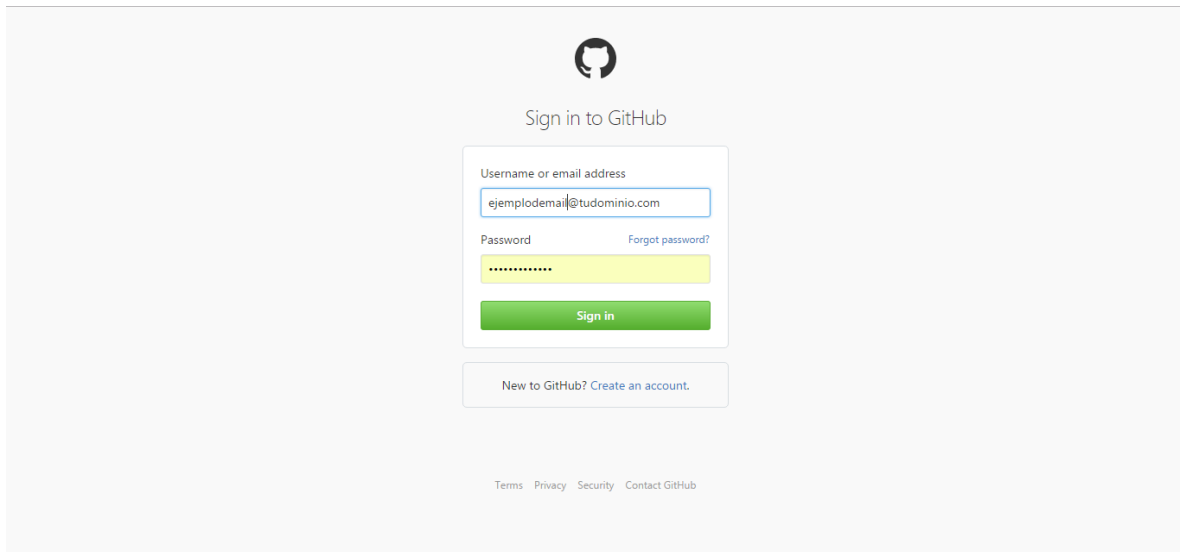 Sign in to GitHub
Username or email address
ejemplodemail@tudominio.com
Password Forgot password?
•••••••••••••
Sign in
New to GitHub? Create an account.
Terms Privacy Security Contact GitHub